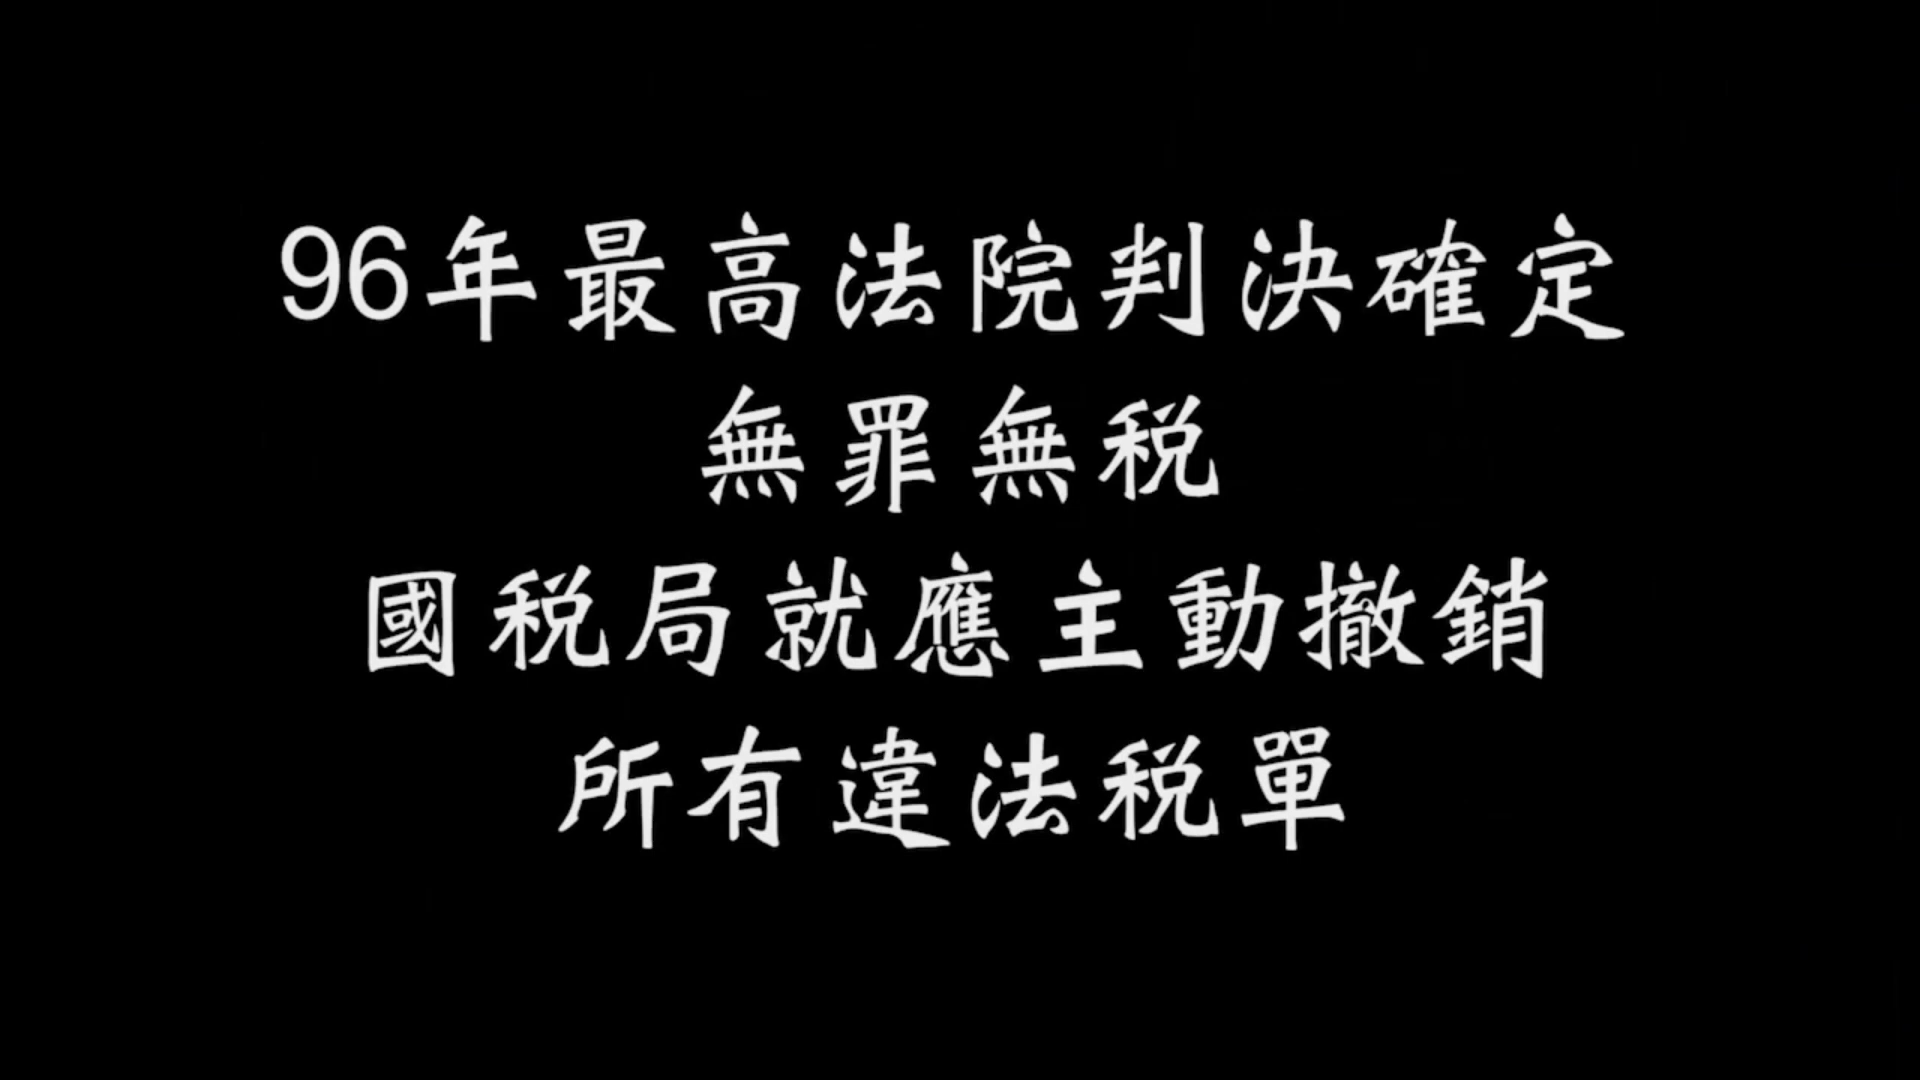 96年最高法院判決確定
無罪無稅
國稅局就應主動撤銷
所有違法稅單